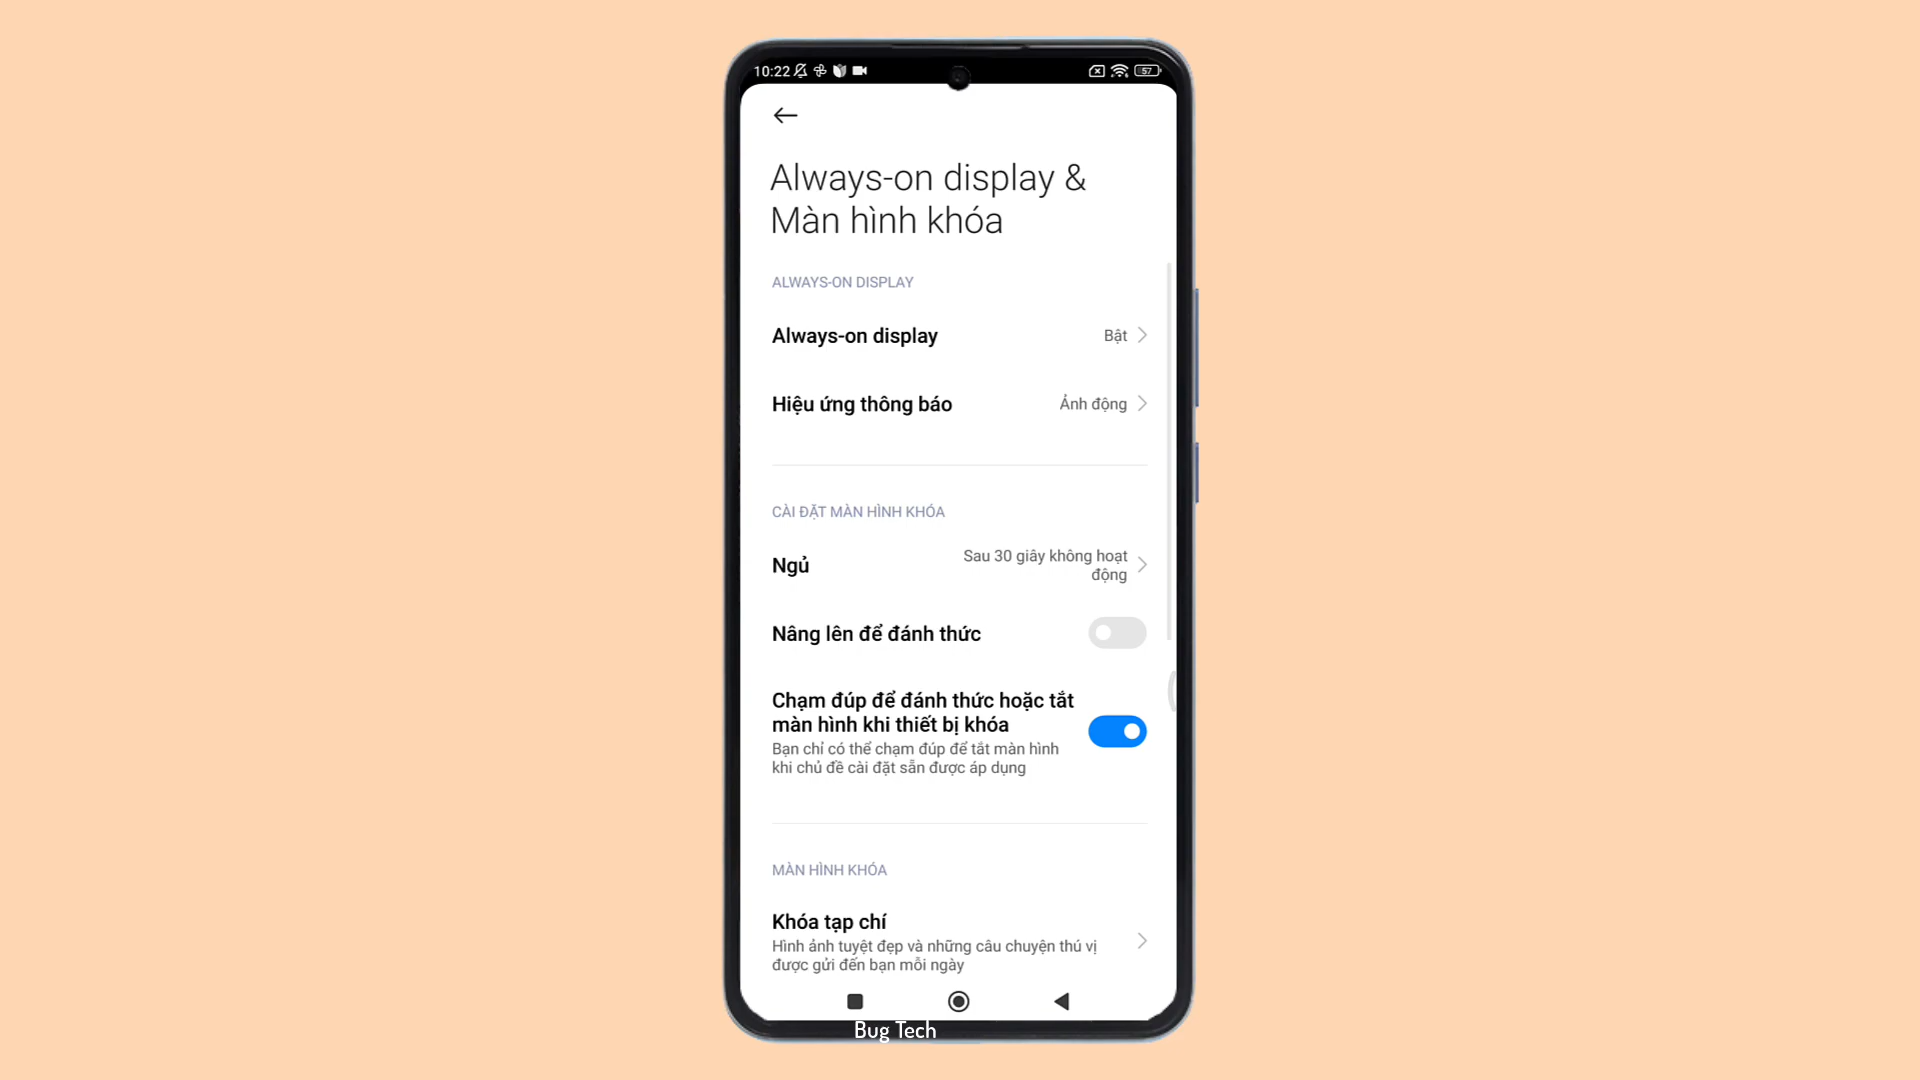 10:22
57
Always-on display &
Màn hình khóa
ALWAYS-ON DISPLAY
Always-on display
Bật
Hiệu ứng thông báo
Ảnh động
CÀI ĐẶT MÀN HÌNH KHÓA
Ngủ
Sau 30 giây không hoạt
động
Nâng lên để đánh thức
Chạm đúp để đánh thức hoặc tắt
màn hình khi thiết bị khóa
Bạn chỉ có thể chạm đúp để tắt màn hình
khi chủ đề cài đặt sẵn được áp dụng
MÀN HÌNH KHÓA
Khóa tạp chí
Hình ảnh tuyệt đẹp và những câu chuyện thú vị
được gửi đến bạn mỗi ngày
Bug Tech